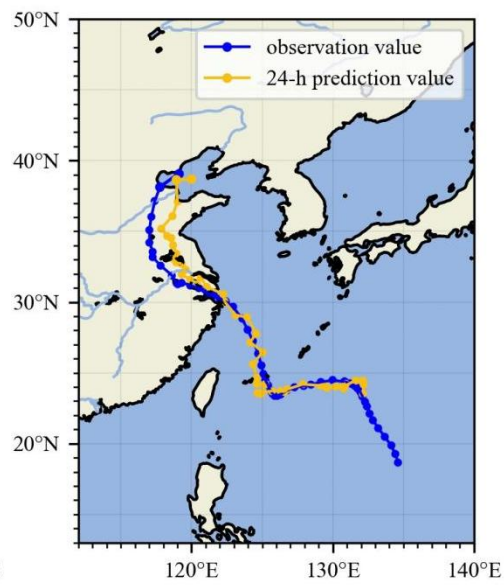 50°N
observation value
24-h prediction value
40°N
30°N
20°N
120°E
130°E
140°E